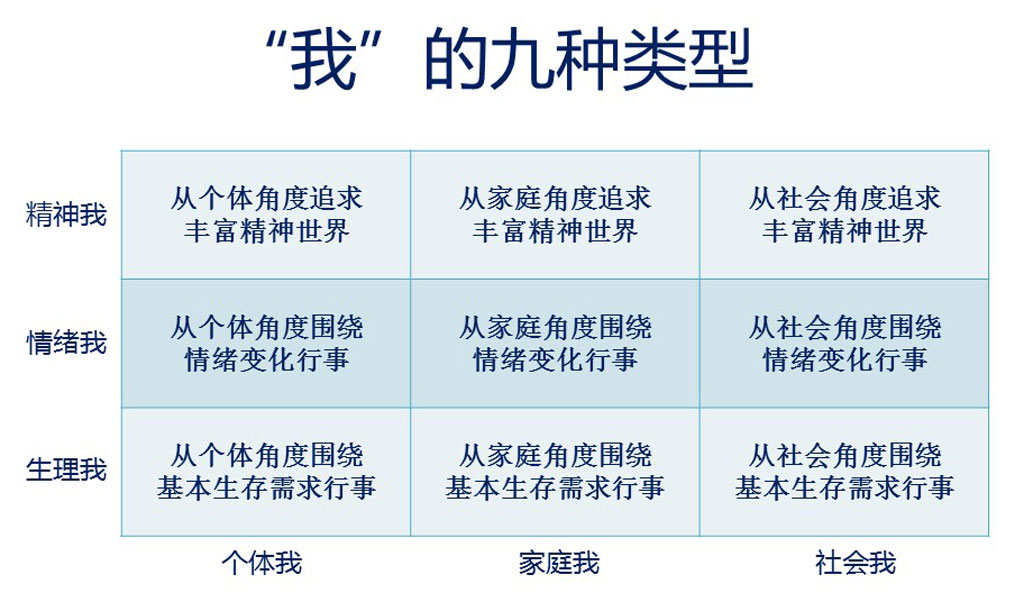 “我”的九种类型
精神我
从个体角度追求
丰富精神世界
从家庭角度追求
丰富精神世界
从社会角度追求
丰富精神世界
情绪我
从个体角度围绕
情绪变化行事
从家庭角度围绕
情绪变化行事
从社会角度围绕
情绪变化行事
生理我
从个体角度围绕
基本生存需求行事
从家庭角度围绕
基本生存需求行事
从社会角度围绕
基本生存需求行事
个体我
家庭我
社会我